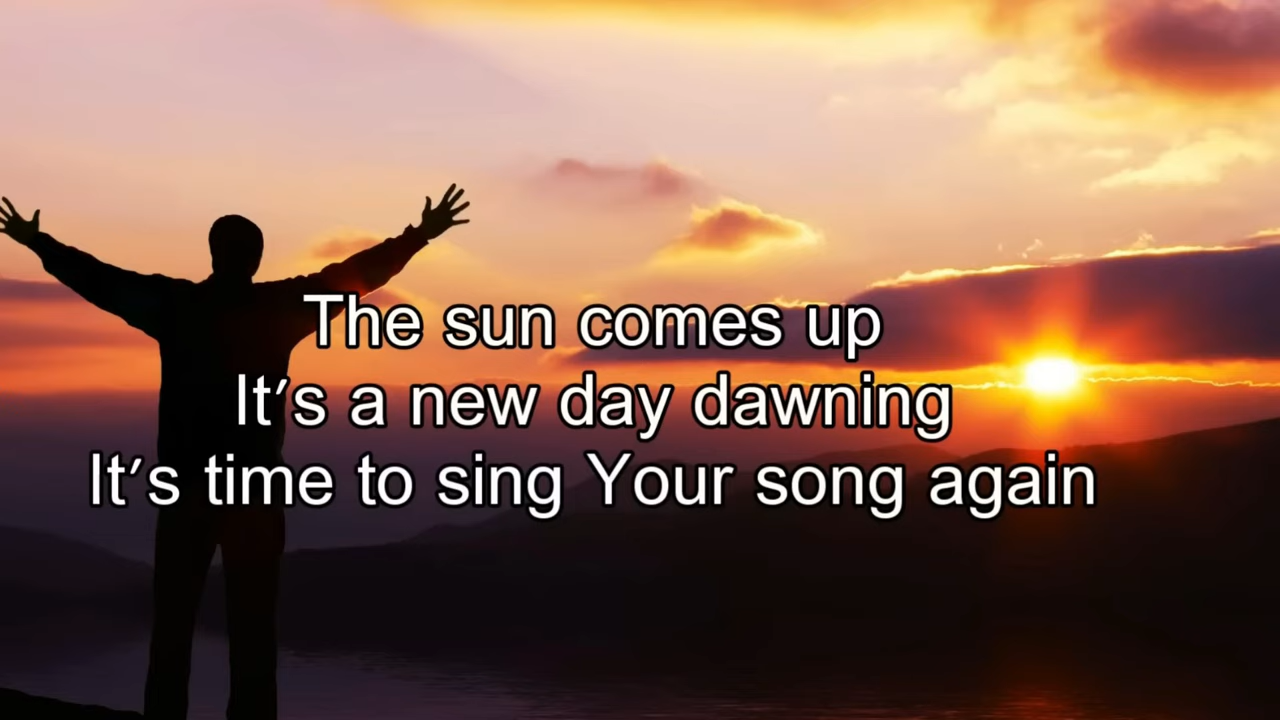 The sun comes up
It's a new day dawning
It's time to sing Your song again